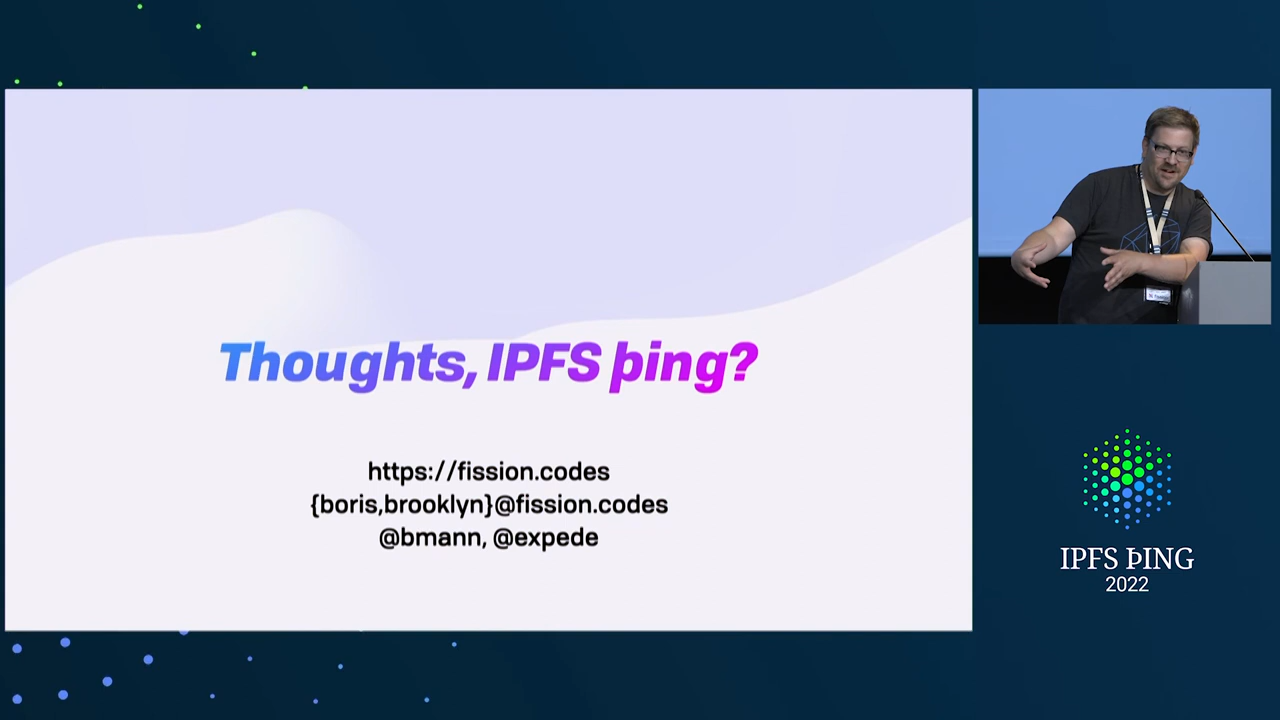 Thoughts, IPFS þing?
https://fission.codes
{boris,brooklyn}@fission.codes
@bmann, @expede
IPFS ÞING
2022